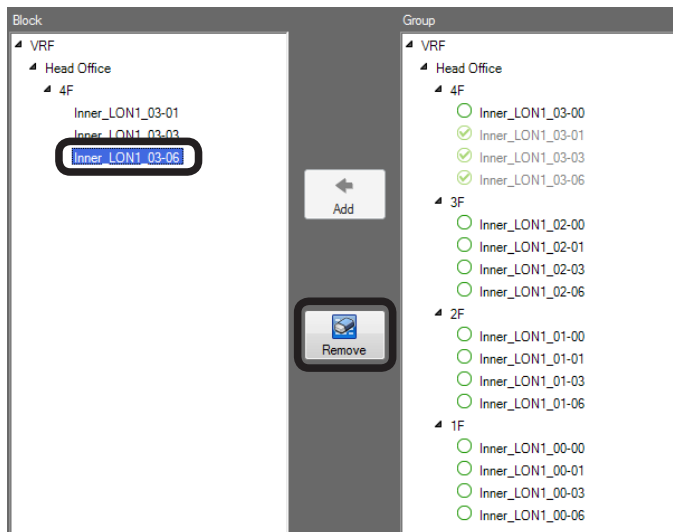 Block
VRF
Head Office
4F
Inner_LON1_03-01
Inner_LON1_03-03
Inner_LON1_03-06
Add
Remove
Group
VRF
Head Office
4F
Inner_LON1_03-00
Inner_LON1_03-01
Inner_LON1_03-03
Inner_LON1_03-06
3F
Inner_LON1_02-00
Inner_LON1_02-01
Inner_LON1_02-03
Inner_LON1_02-06
2F
Inner_LON1_01-00
Inner_LON1_01-01
Inner_LON1_01-03
Inner_LON1_01-06
1F
Inner_LON1_00-00
Inner_LON1_00-01
Inner_LON1_00-03
Inner_LON1_00-06